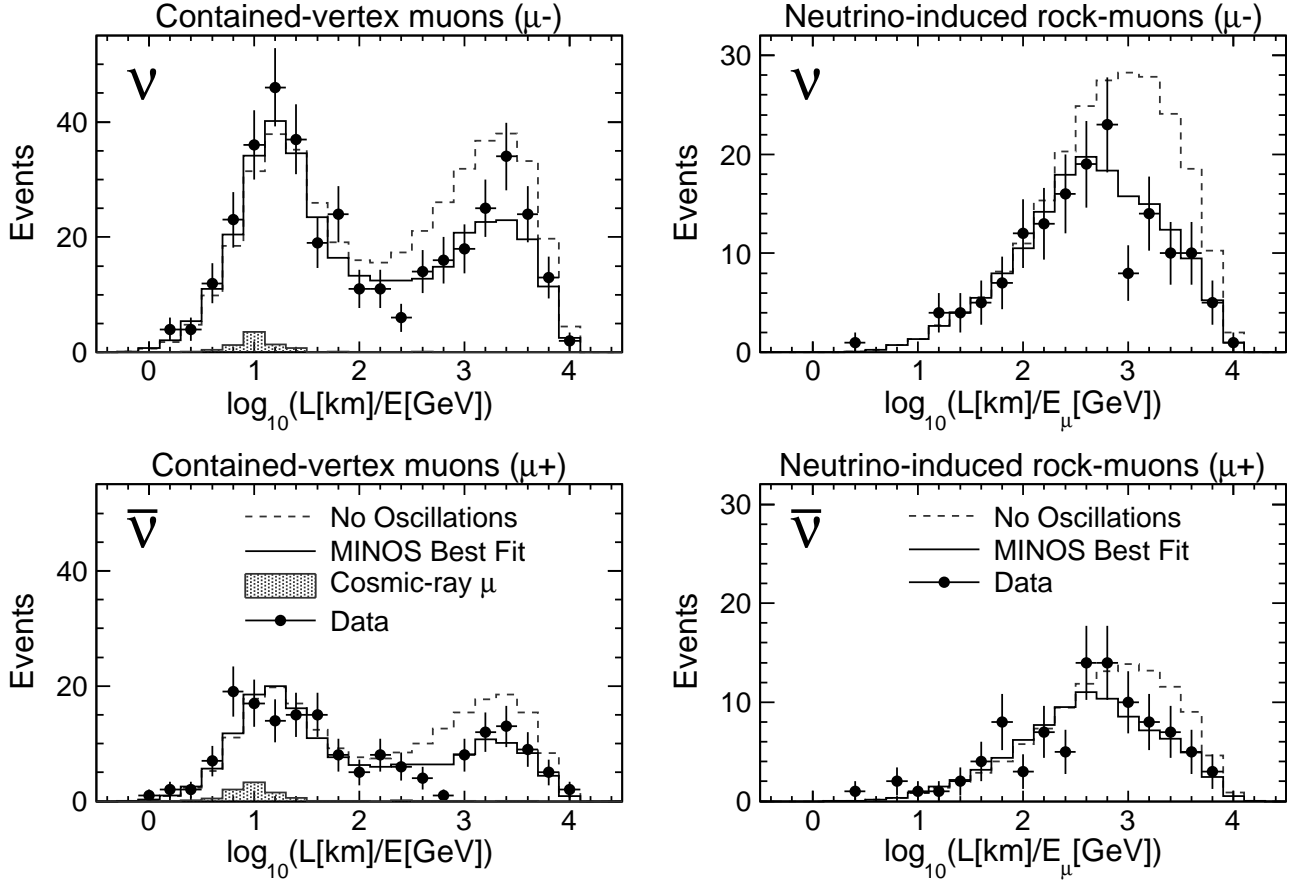 Contained-vertex muons (μ-)
ν
Events
0
20
40
0 1 2 3 4
log10(L[km]/E[GeV])
Neutrino-induced rock-muons (μ-)
ν
Events
0
10
20
30
0 1 2 3 4
log10(L[km]/Eμ[GeV])
Contained-vertex muons (μ+)
ν̅
No Oscillations
MINOS Best Fit
Cosmic-ray μ
Data
Events
0
20
40
0 1 2 3 4
log10(L[km]/E[GeV])
Neutrino-induced rock-muons (μ+)
ν̅
No Oscillations
MINOS Best Fit
Data
Events
0
10
20
30
0 1 2 3 4
log10(L[km]/Eμ[GeV])